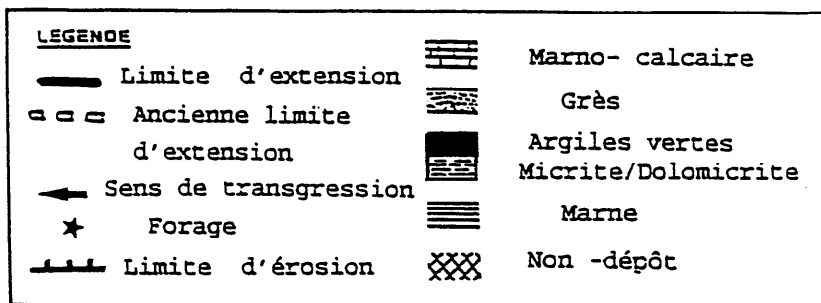 LEGENDE
Limite d'extension
Ancienne limite
d'extension
Sens de transgression
Forage
Limite d'érosion
Marno- calcaire
Grès
Argiles vertes
Micrite/Dolomicrite
Marne
Non -dépôt